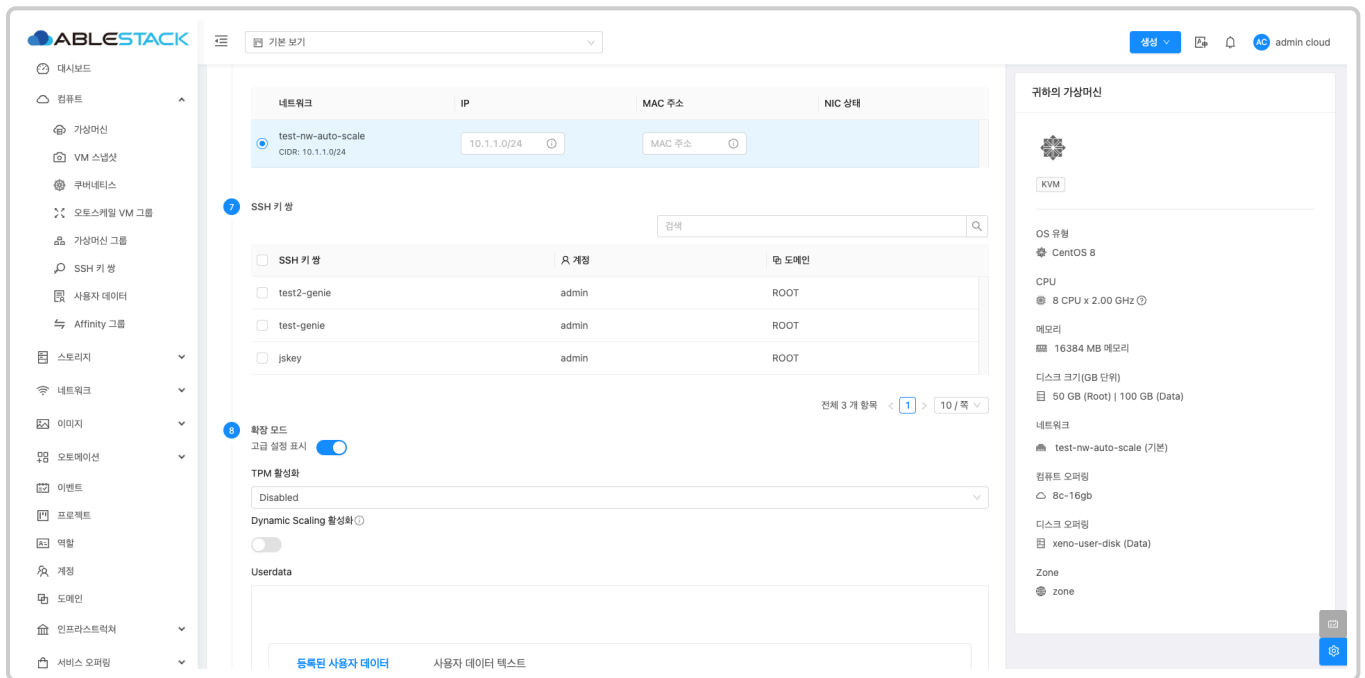 ABLESTACK
기본 보기
생성
AC
admin cloud
대시보드
컴퓨트
가상머신
VM 스냅샷
쿠버네티스
오토스케일 VM 그룹
가상머신 그룹
SSH 키 쌍
사용자 데이터
Affinity 그룹
스토리지
네트워크
이미지
오토메이션
이벤트
프로젝트
역할
계정
도메인
인프라스트럭쳐
서비스 오퍼링
네트워크 IP MAC 주소 NIC 상태
test-nw-auto-scale
CIDR: 10.1.1.0/24
10.1.1.0/24
MAC 주소
7 SSH 키 쌍
검색
SSH 키 쌍 계정 도메인
test2-genie admin ROOT
test-genie admin ROOT
jskey admin ROOT
전체 3 개 항목 < 1 > 10 / 쪽
8 확장 모드
고급 설정 표시
TPM 활성화
Disabled
Dynamic Scaling 활성화
Userdata
등록된 사용자 데이터 사용자 데이터 텍스트
귀하의 가상머신
KVM
OS 유형
CentOS 8
CPU
8 CPU x 2.00 GHz
메모리
16384 MB 메모리
디스크 크기(GB 단위)
50 GB (Root) | 100 GB (Data)
네트워크
test-nw-auto-scale (기본)
컴퓨트 오퍼링
8c-16gb
디스크 오퍼링
xeno-user-disk (Data)
Zone
zone